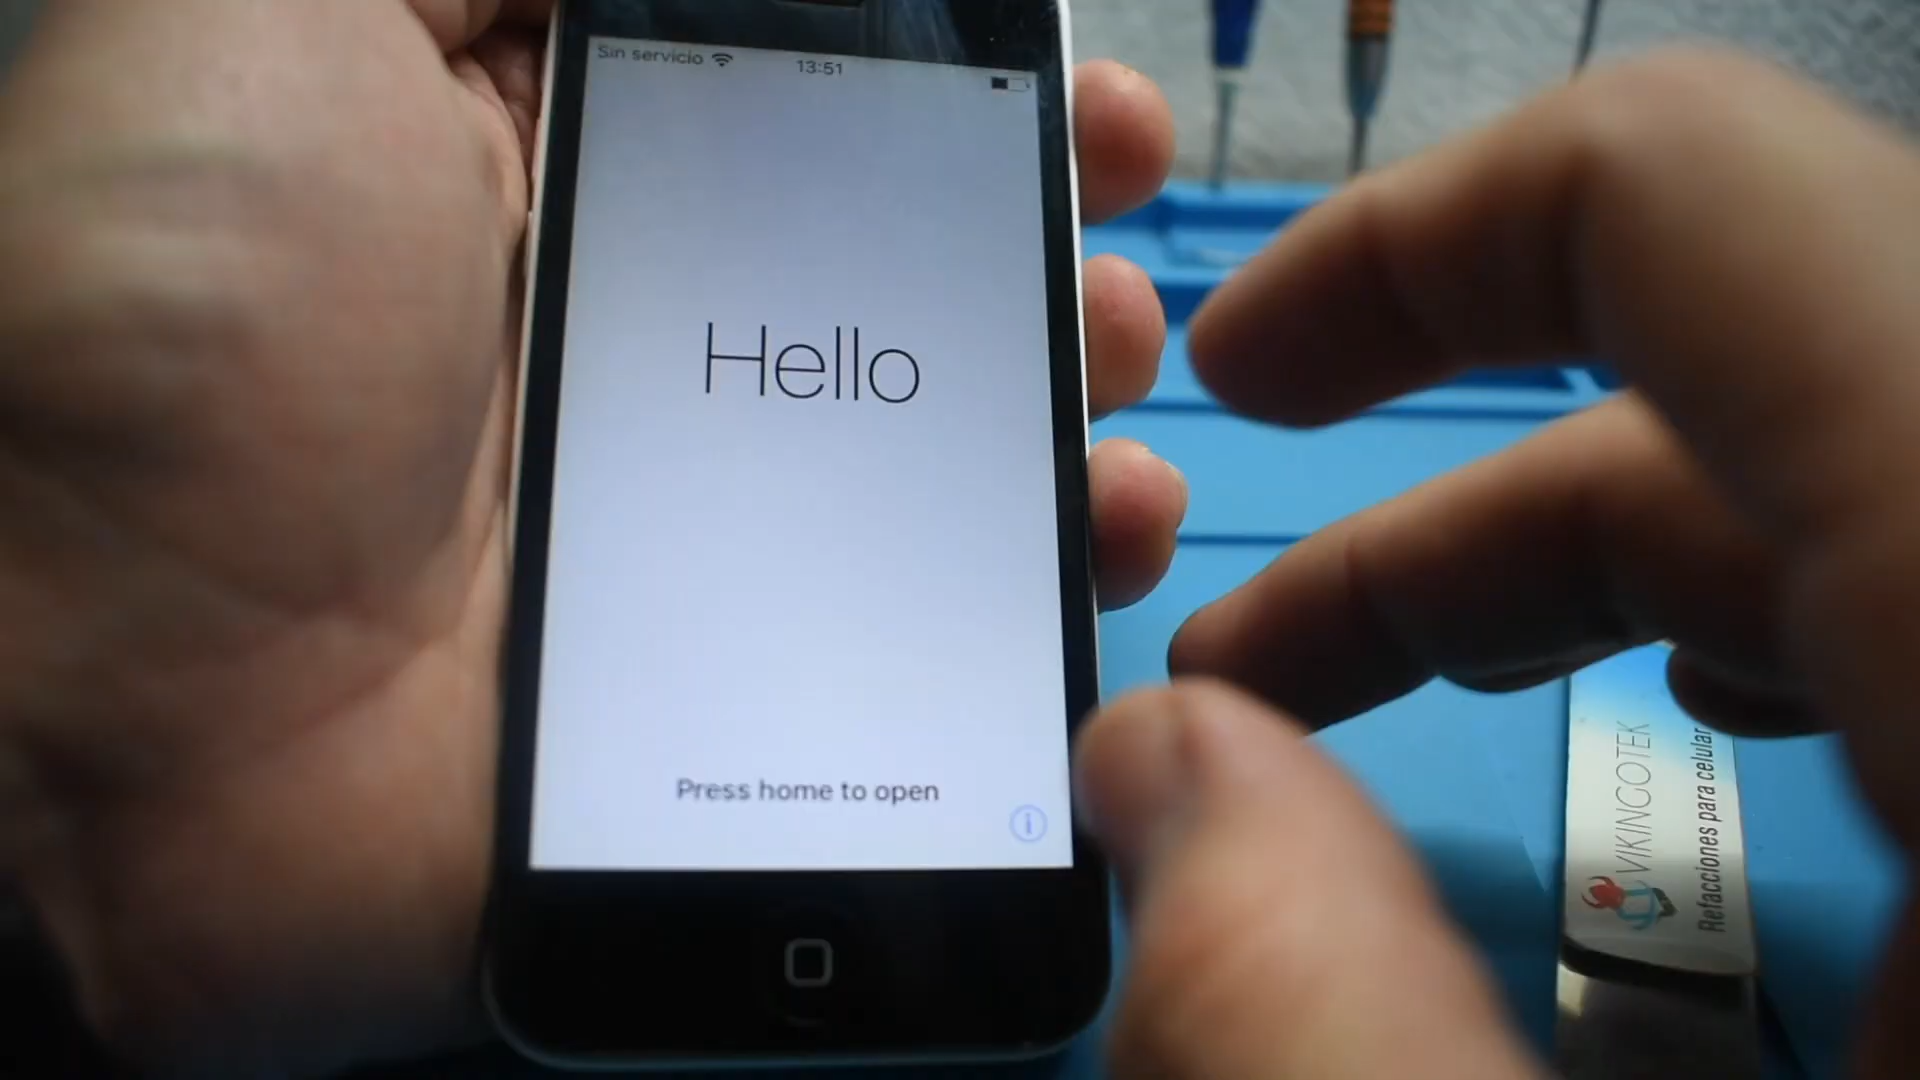 Sin servicio
13:51
Hello
Press home to open
i
VIKINGOTEK
Refacciones para celular